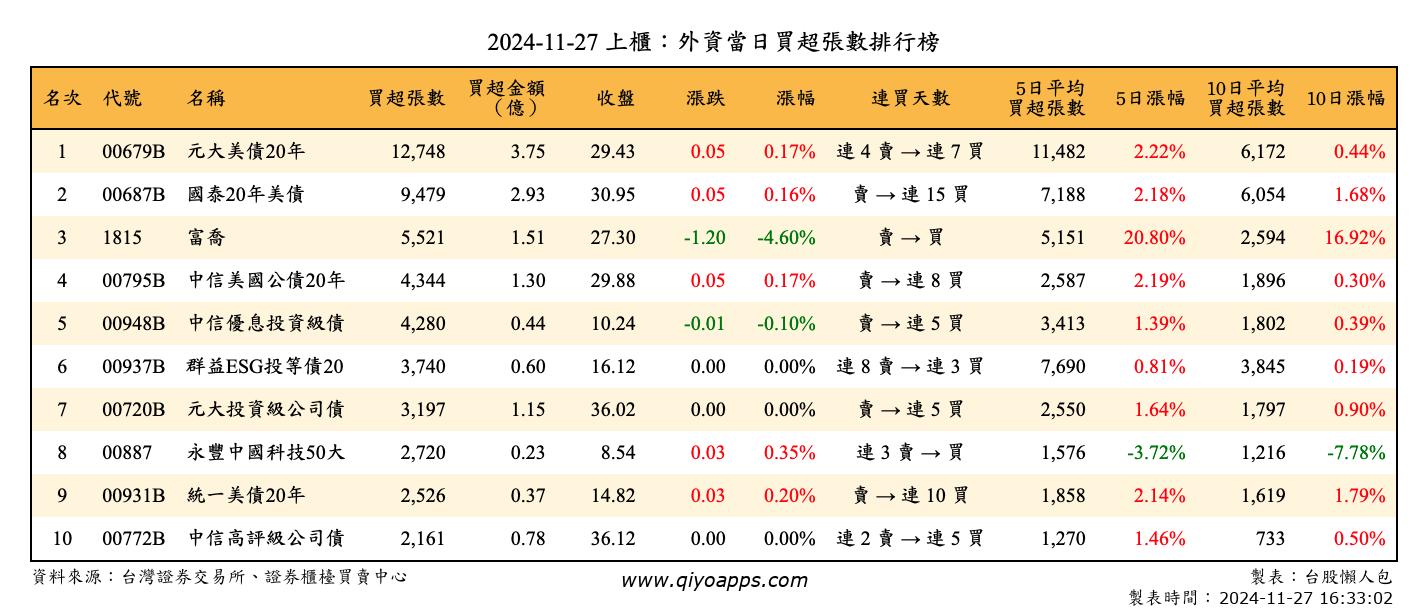 2024-11-27 上櫃：外資當日買超張數排行榜
名次 代號 名稱 買超張數 買超金額（億） 收盤 漲跌 漲幅 連買天數 5日平均買超張數 5日漲幅 10日平均買超張數 10日漲幅
1 00679B 元大美債20年 12,748 3.75 29.43 0.05 0.17% 連 4 賣 → 連 7 買 11,482 2.22% 6,172 0.44%
2 00687B 國泰20年美債 9,479 2.93 30.95 0.05 0.16% 賣 → 連 15 買 7,188 2.18% 6,054 1.68%
3 1815 富喬 5,521 1.51 27.30 -1.20 -4.60% 賣 → 買 5,151 20.80% 2,594 16.92%
4 00795B 中信美國公債20年 4,344 1.30 29.88 0.05 0.17% 賣 → 連 8 買 2,587 2.19% 1,896 0.30%
5 00948B 中信優息投資級債 4,280 0.44 10.24 -0.01 -0.10% 賣 → 連 5 買 3,413 1.39% 1,802 0.39%
6 00937B 群益ESG投等債20 3,740 0.60 16.12 0.00 0.00% 連 8 賣 → 連 3 買 7,690 0.81% 3,845 0.19%
7 00720B 元大投資級公司債 3,197 1.15 36.02 0.00 0.00% 賣 → 連 5 買 2,550 1.64% 1,797 0.90%
8 00887 永豐中國科技50大 2,720 0.23 8.54 0.03 0.35% 連 3 賣 → 買 1,576 -3.72% 1,216 -7.78%
9 00931B 統一美債20年 2,526 0.37 14.82 0.03 0.20% 賣 → 連 10 買 1,858 2.14% 1,619 1.79%
10 00772B 中信高評級公司債 2,161 0.78 36.12 0.00 0.00% 連 2 賣 → 連 5 買 1,270 1.46% 733 0.50%
資料來源：台灣證券交易所、證券櫃檯買賣中心 www.qiyoapps.com 製表：台股懶人包
製表時間：2024-11-27 16:33:02